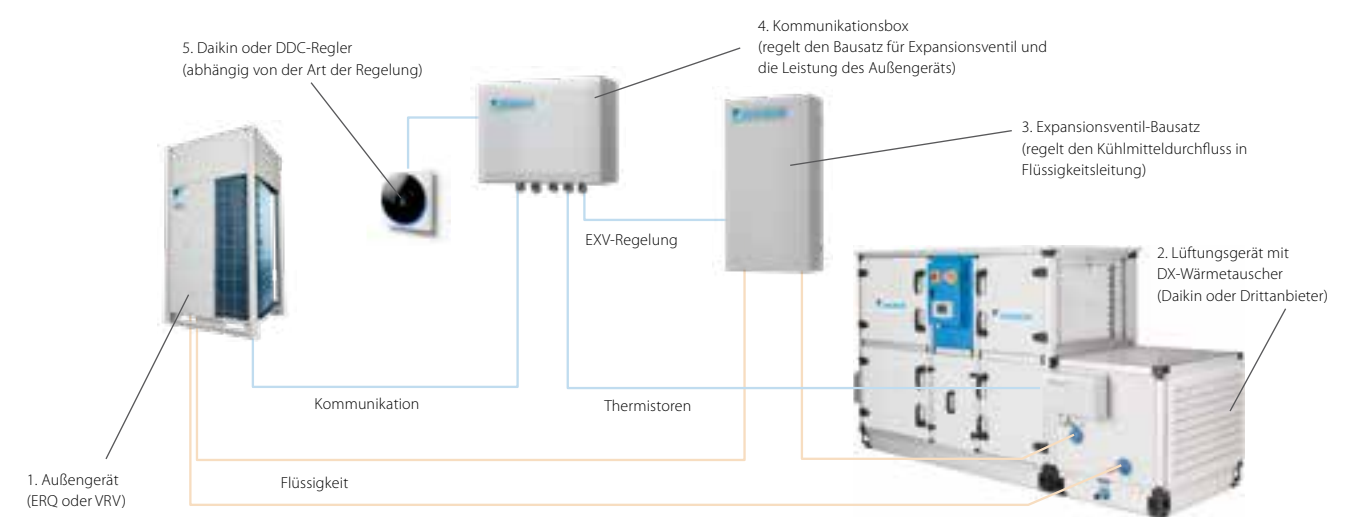 4. Kommunikationsbox
(regelt den Bausatz für Expansionsventil und
die Leistung des Außengeräts)
5. Daikin oder DDC-Regler
(abhängig von der Art der Regelung)
3. Expansionsventil-Bausatz
(regelt den Kühlmitteldurchfluss in
Flüssigkeitsleitung)
EXV-Regelung
2. Lüftungsgerät mit
DX-Wärmetauscher
(Daikin oder Drittanbieter)
Kommunikation
Thermistoren
1. Außengerät
(ERQ oder VRV)
Flüssigkeit